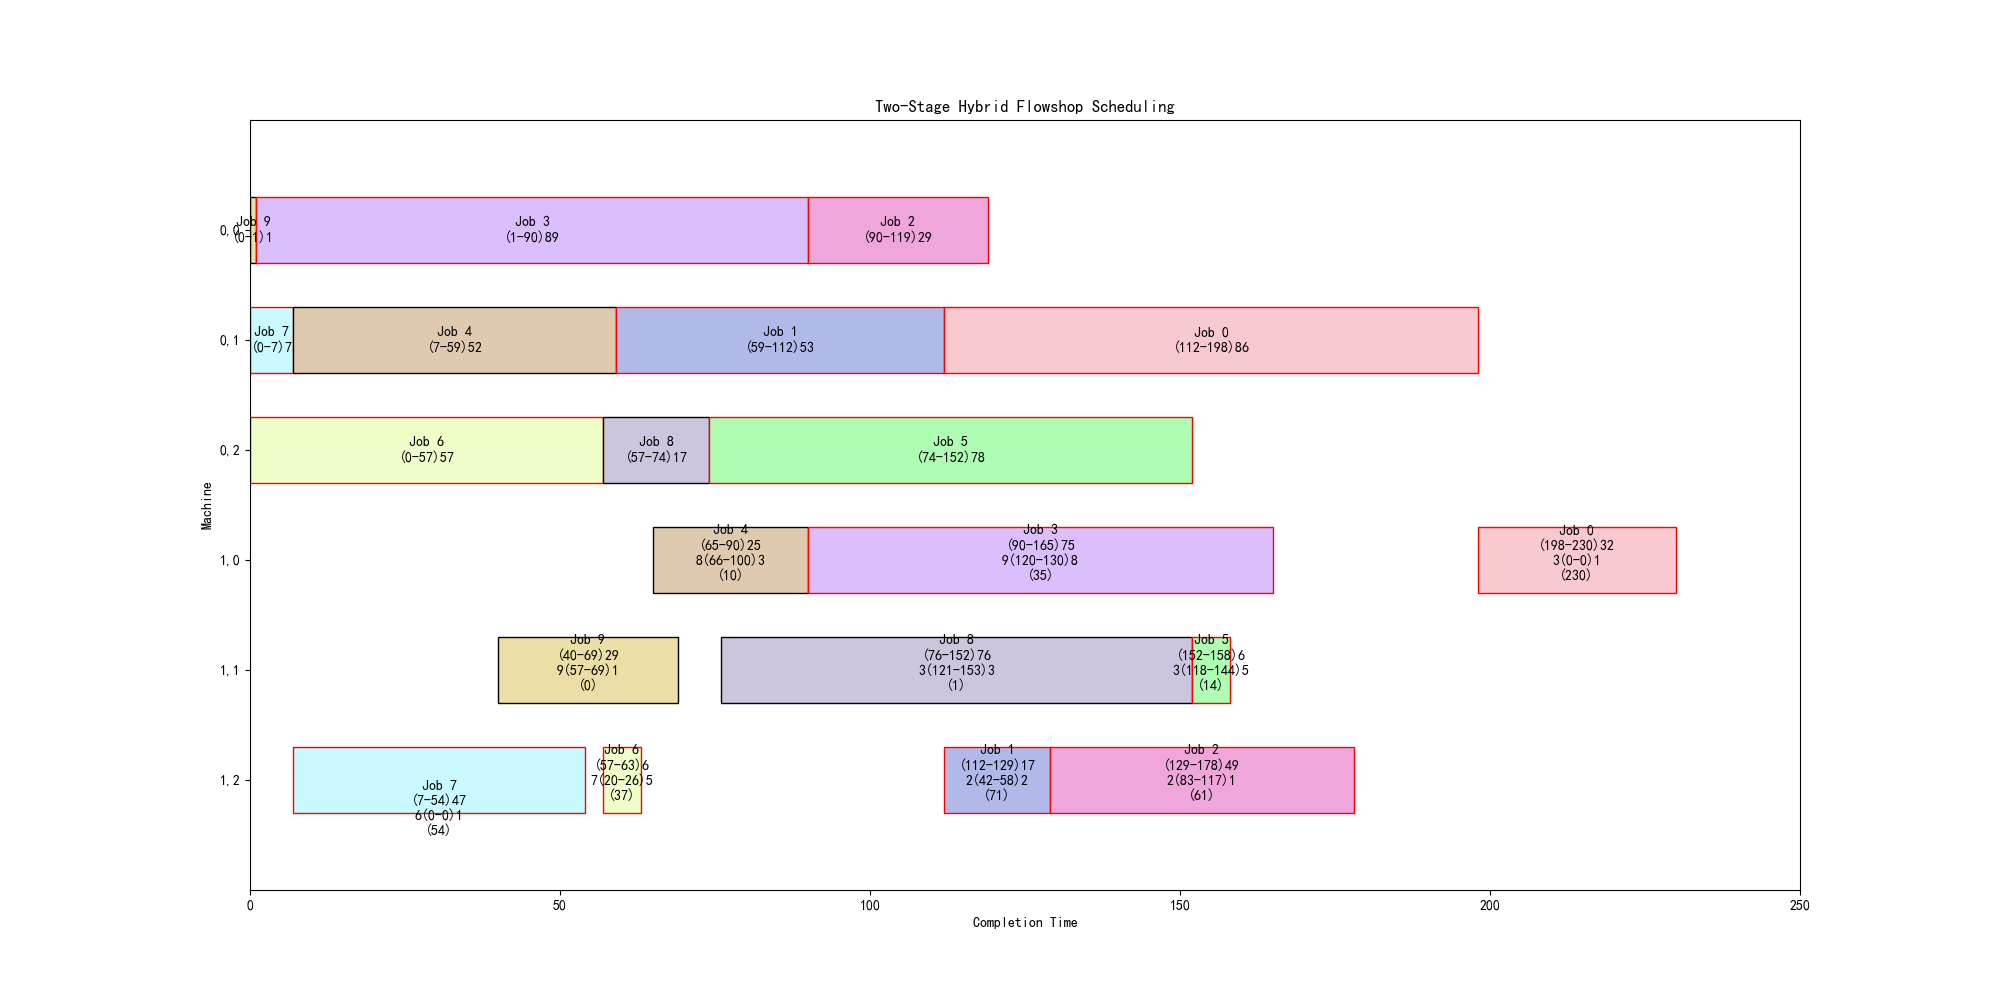 Two-Stage Hybrid Flowshop Scheduling
Machine
0,0
Job 9
(0-1)1
Job 3
(1-90)89
Job 2
(90-119)29
0,1
Job 7
(0-7)7
Job 4
(7-59)52
Job 1
(59-112)53
Job 0
(112-198)86
0,2
Job 6
(0-57)57
Job 8
(57-74)17
Job 5
(74-152)78
1,0
Job 4
(65-90)25
8(66-100)3
(10)
Job 3
(90-165)75
9(120-130)8
(35)
Job 0
(198-230)32
3(0-0)1
(230)
1,1
Job 9
(40-69)29
9(57-69)1
(0)
Job 8
(76-152)76
3(121-153)3
(1)
Job 5
(152-158)6
3(118-144)5
(14)
1,2
Job 7
(7-54)47
6(0-0)1
(54)
Job 6
(57-63)6
7(20-26)5
(37)
Job 1
(112-129)17
2(42-58)2
(71)
Job 2
(129-178)49
2(83-117)1
(61)
0 50 100 150 200 250
Completion Time